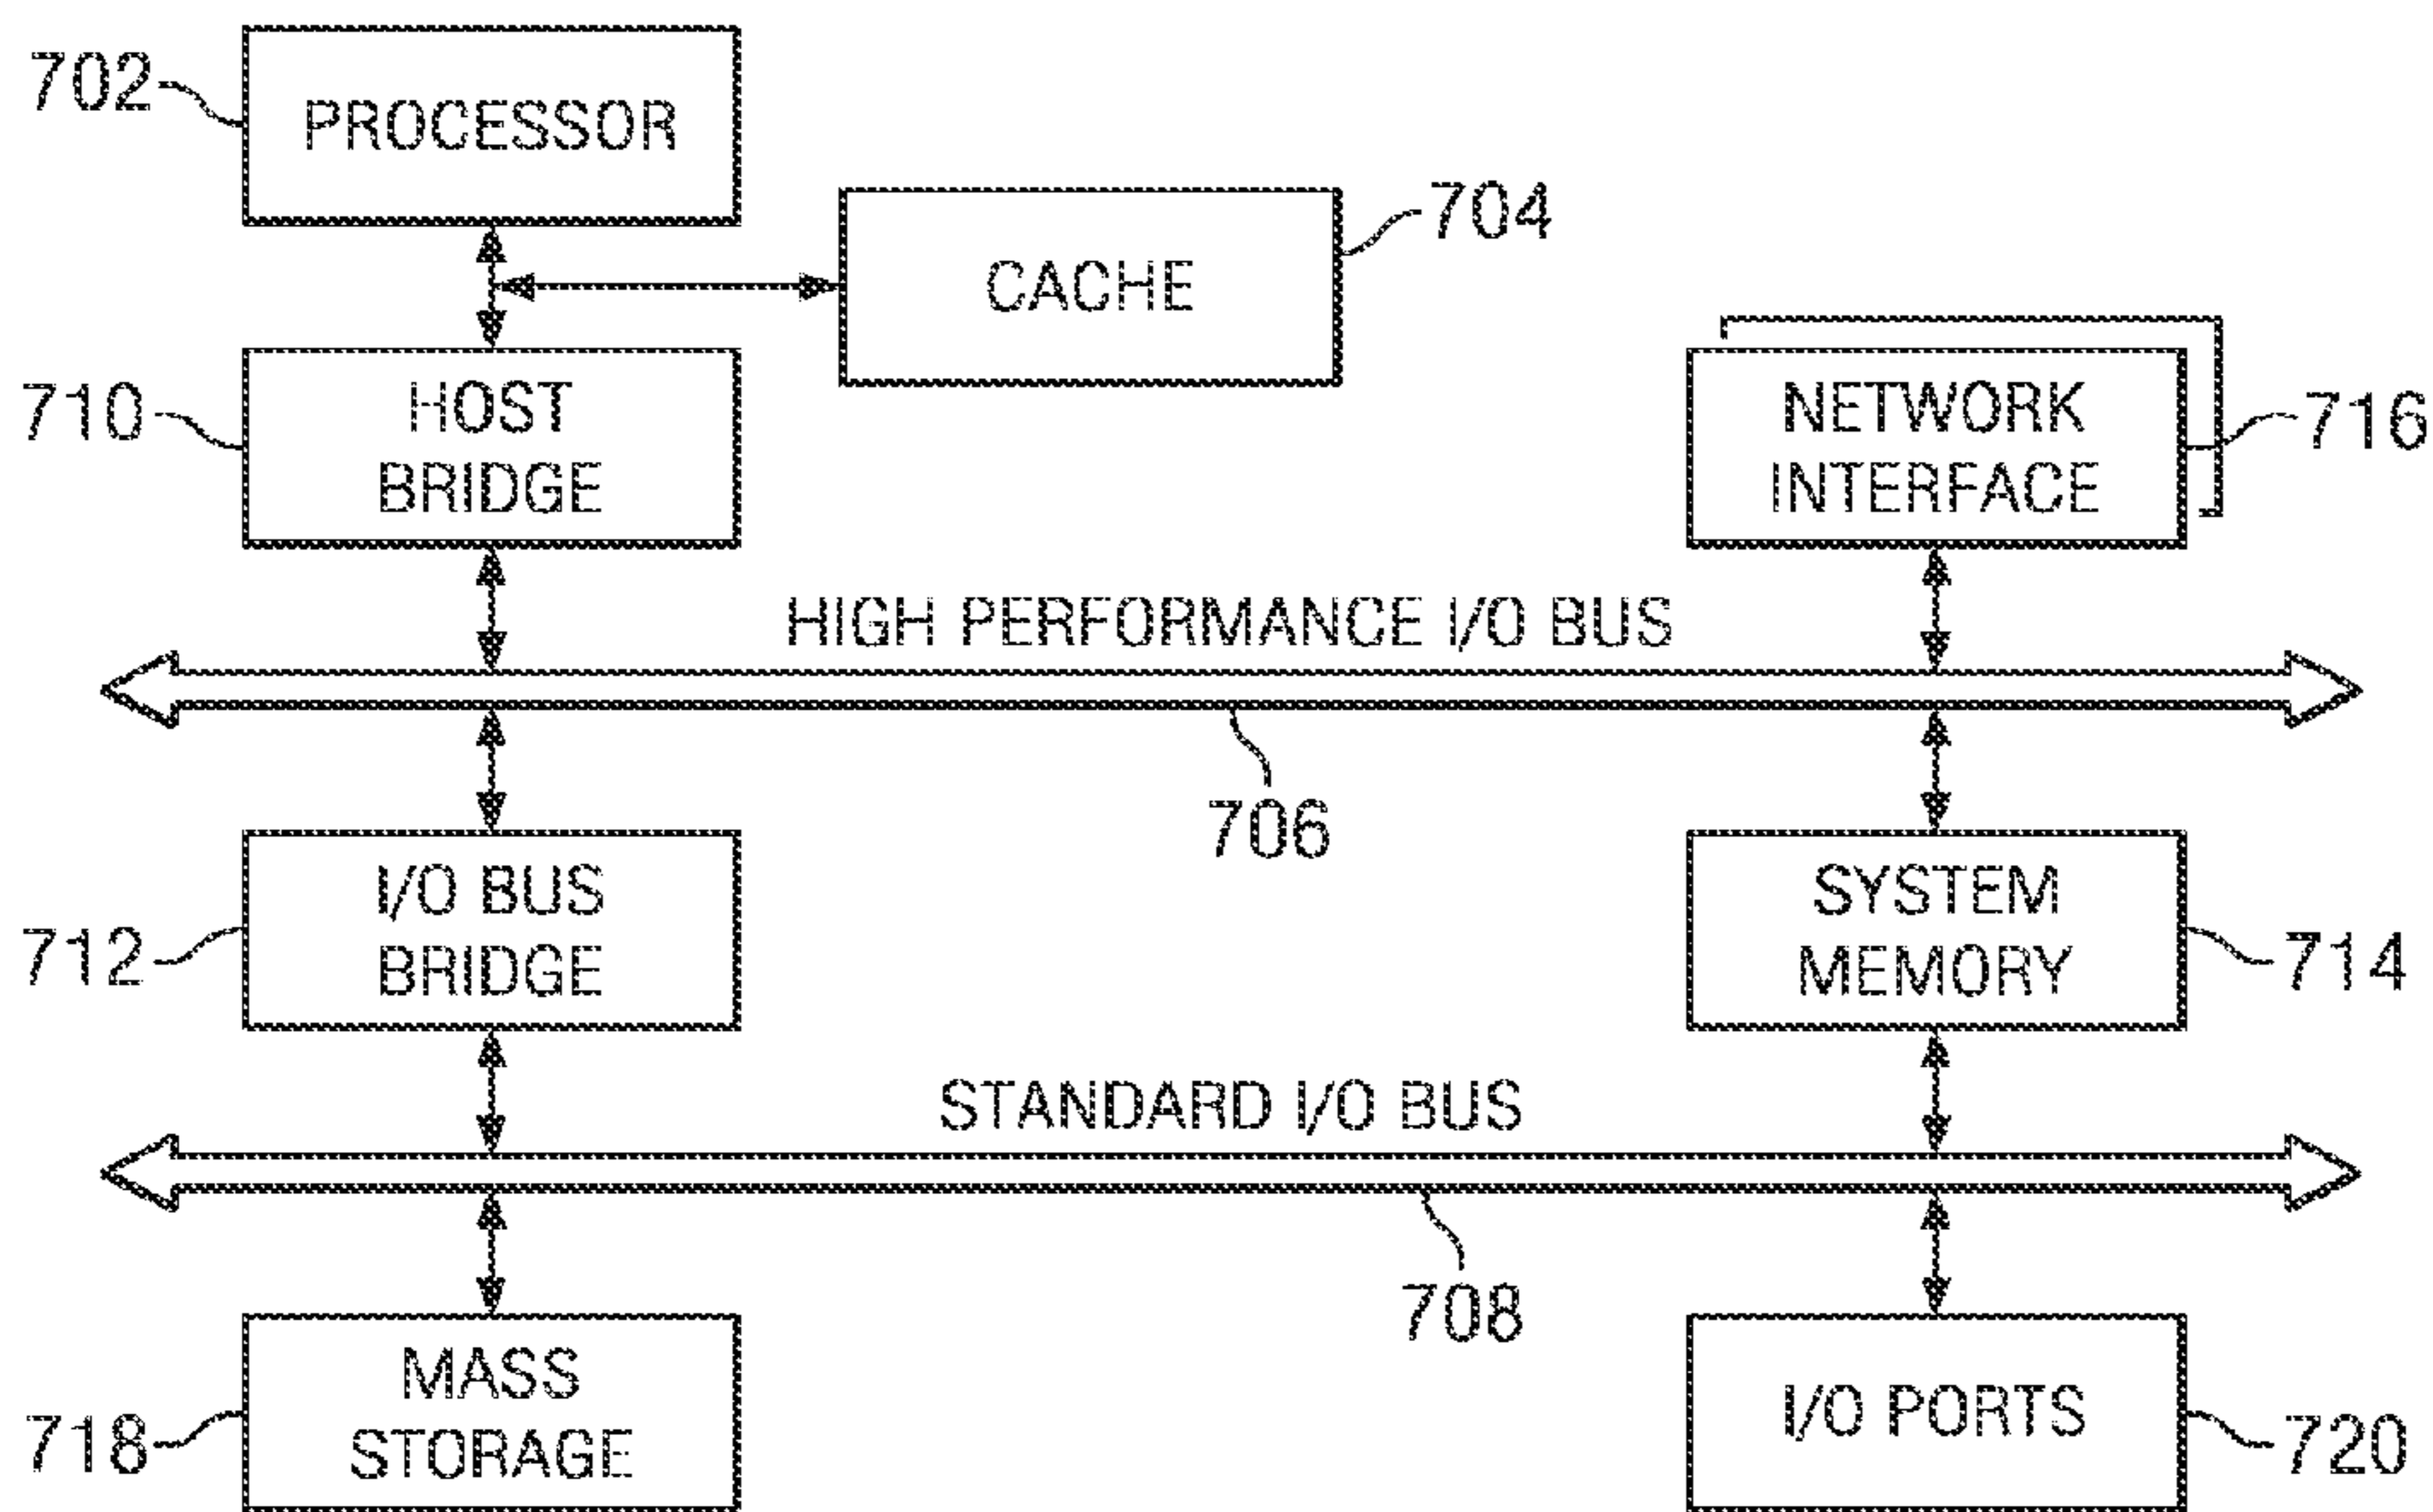 702
PROCESSOR
704
CACHE
710
HOST
BRIDGE
NETWORK
INTERFACE
716
HIGH PERFORMANCE I/O BUS
706
712
I/O BUS
BRIDGE
SYSTEM
MEMORY
714
STANDARD I/O BUS
708
718
MASS
STORAGE
I/O PORTS
720